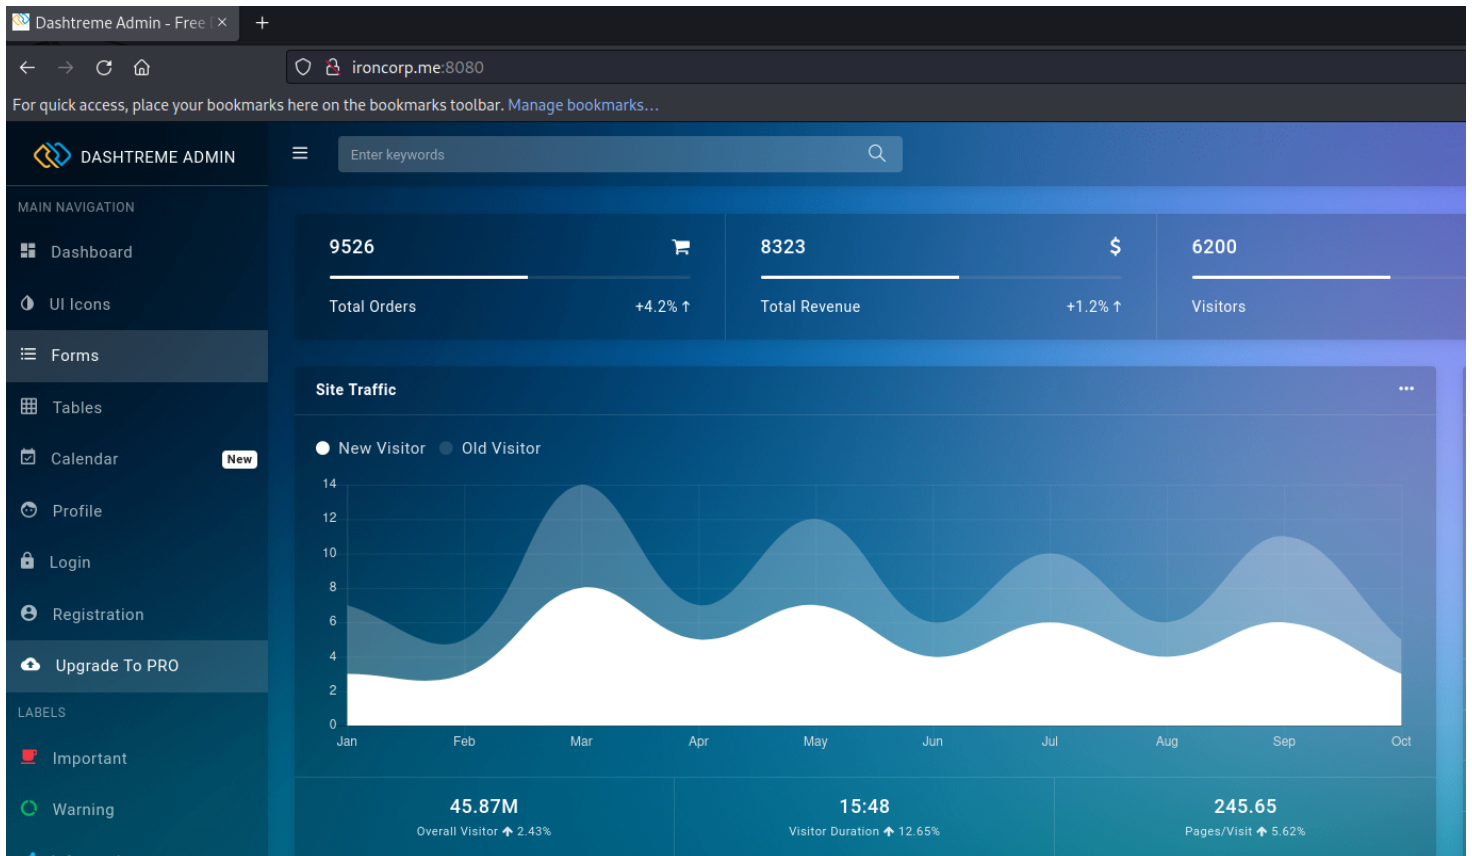 Dashtreme Admin - Free
ironcorp.me:8080
For quick access, place your bookmarks here on the bookmarks toolbar. Manage bookmarks...
DASHTREME ADMIN
Enter keywords
MAIN NAVIGATION
Dashboard
UI Icons
Forms
Tables
Calendar New
Profile
Login
Registration
Upgrade To PRO
LABELS
Important
Warning
9526
Total Orders +4.2%
8323 $
Total Revenue +1.2%
6200
Visitors
Site Traffic
New Visitor Old Visitor
14
12
10
8
6
4
2
0
Jan Feb Mar Apr May Jun Jul Aug Sep Oct
45.87M
Overall Visitor 2.43%
15:48
Visitor Duration 12.65%
245.65
Pages/Visit 5.62%